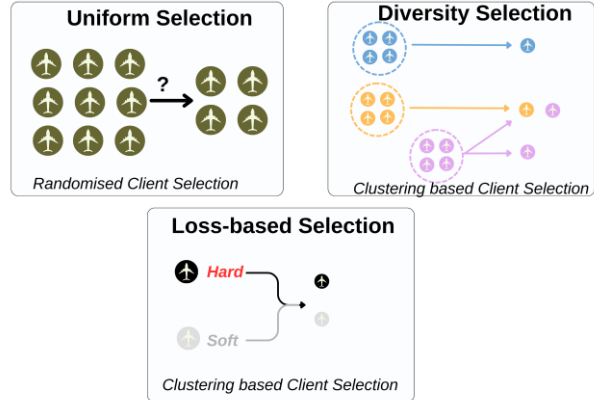 Uniform Selection
?
Randomised Client Selection
Diversity Selection
Clustering based Client Selection
Loss-based Selection
Hard
Soft
Clustering based Client Selection